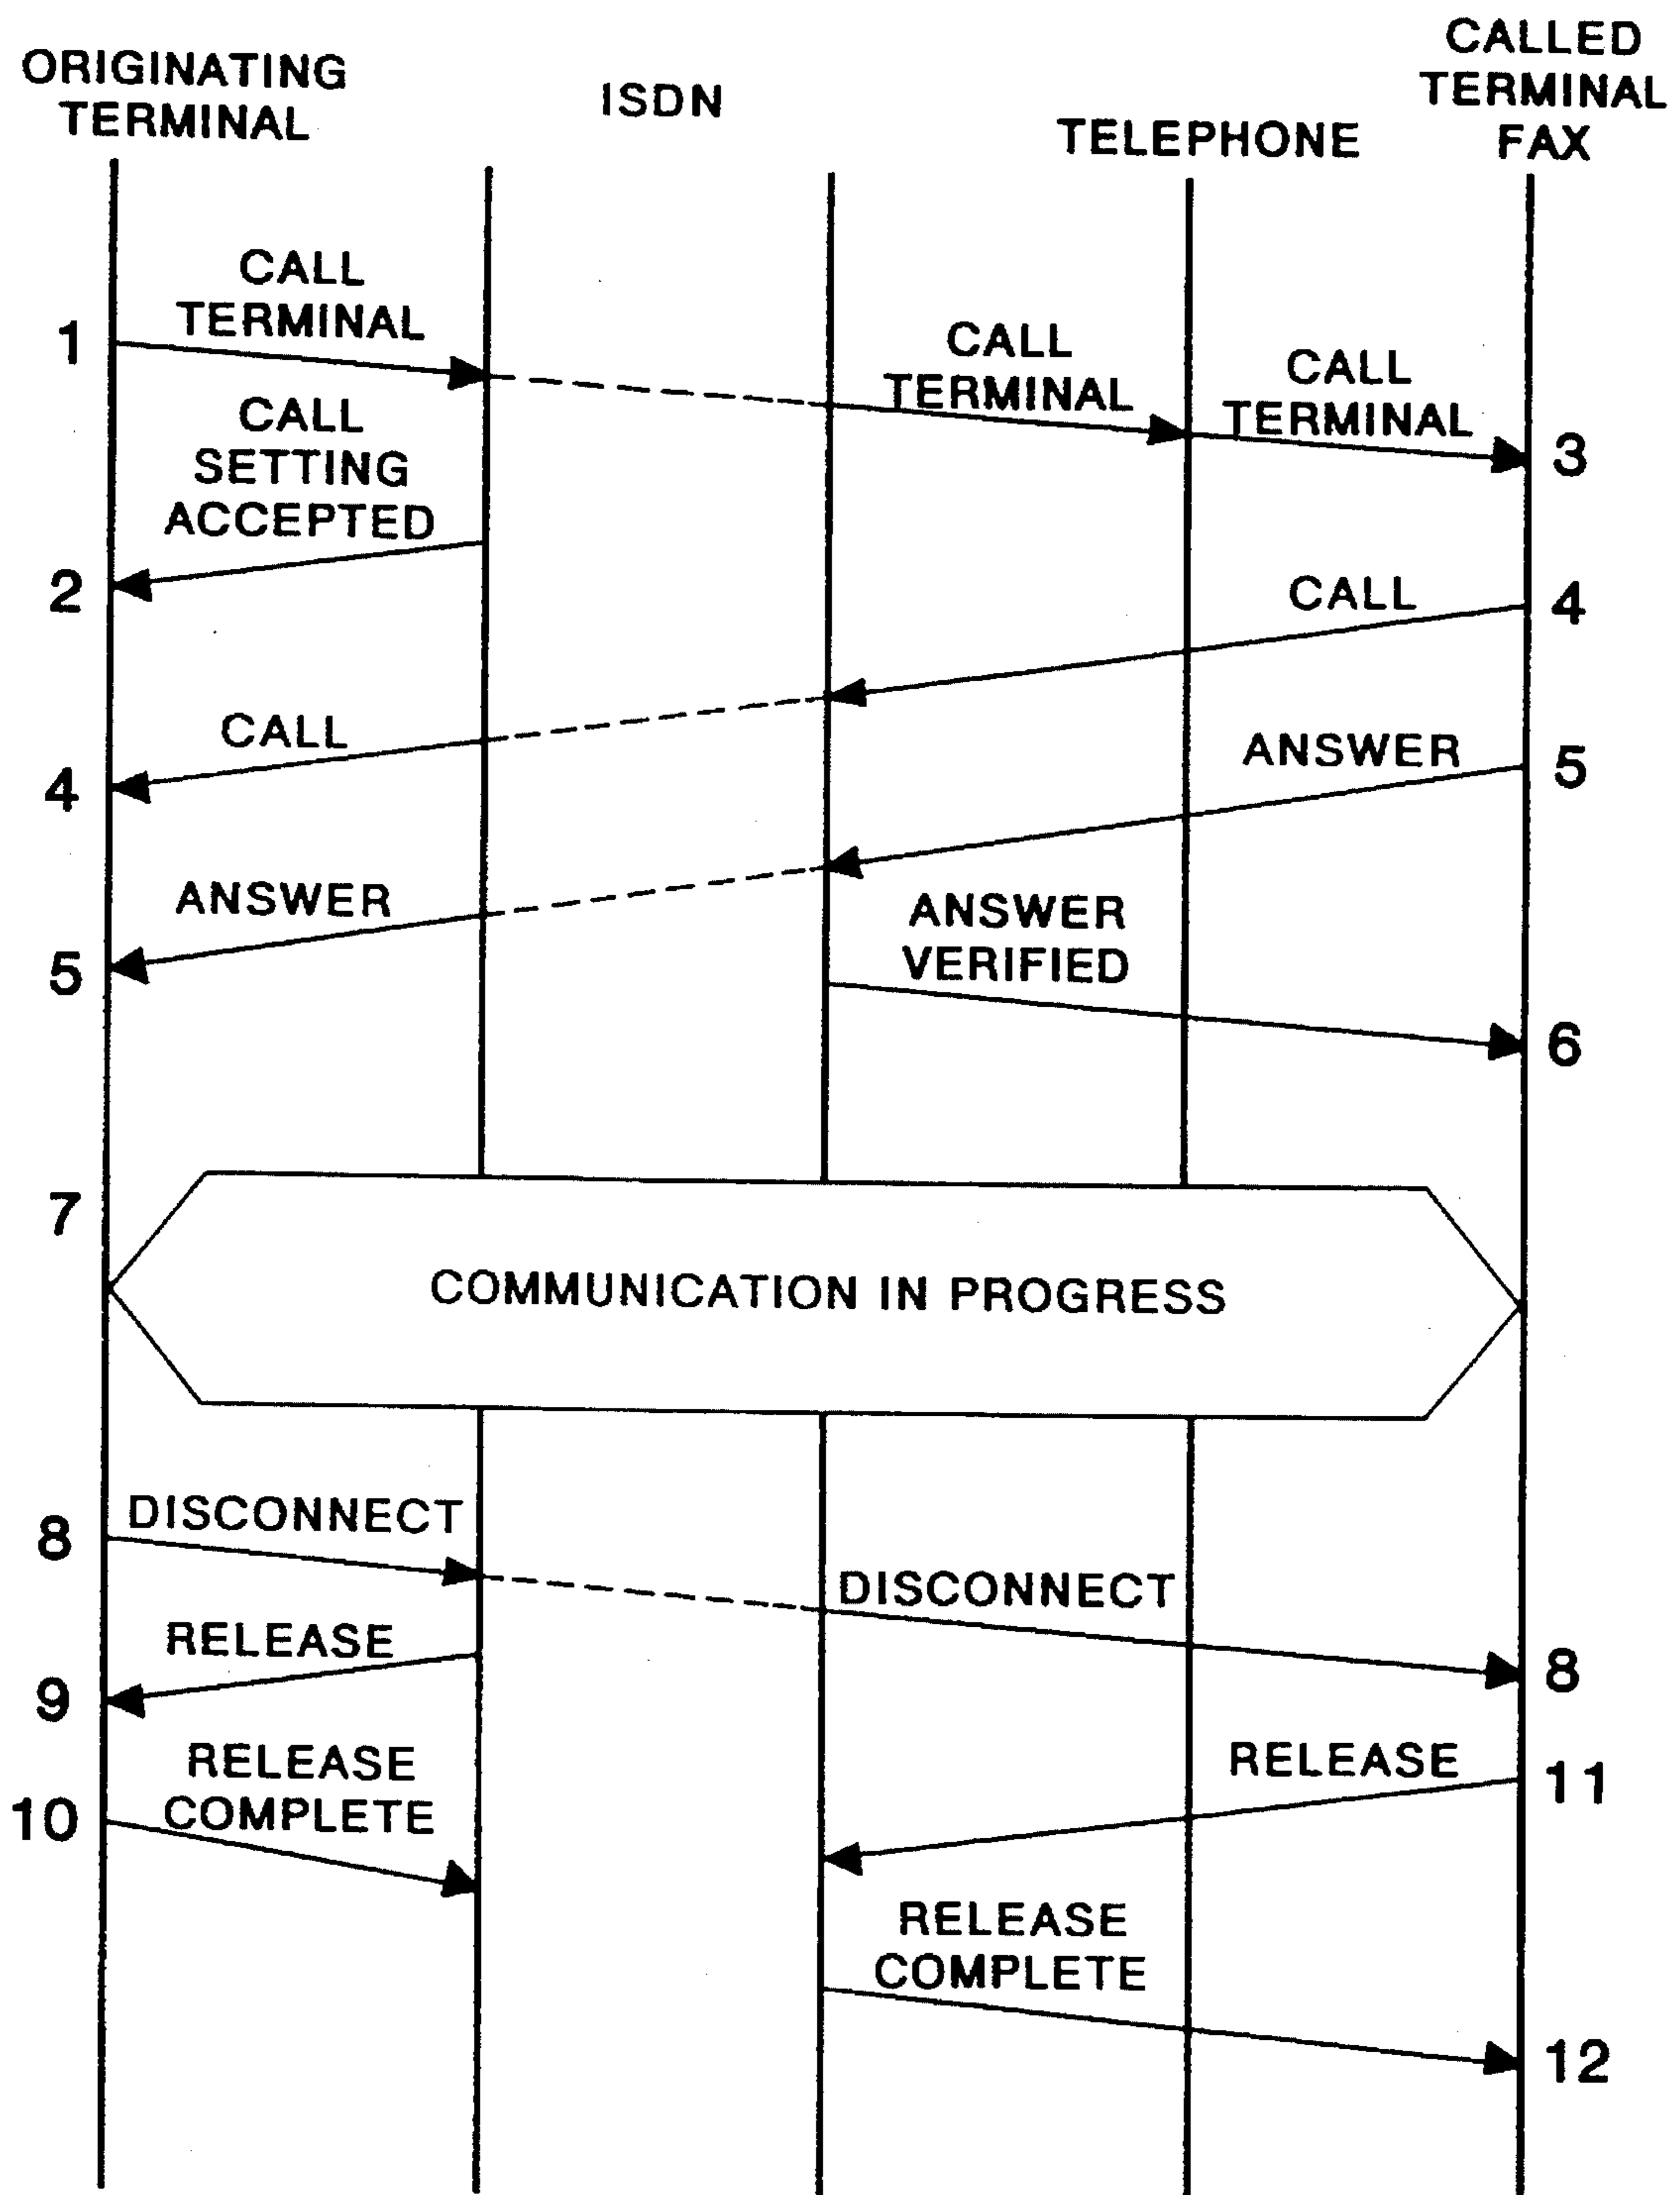 ORIGINATING
TERMINAL
ISDN
TELEPHONE
CALLED
TERMINAL
FAX
CALL
TERMINAL
1
CALL
TERMINAL
CALL
TERMINAL
3
CALL
SETTING
ACCEPTED
2
CALL
4
CALL
4
ANSWER
5
ANSWER
5
ANSWER
VERIFIED
6
7
COMMUNICATION IN PROGRESS
DISCONNECT
8
DISCONNECT
8
RELEASE
9
RELEASE
11
RELEASE
COMPLETE
10
RELEASE
COMPLETE
12